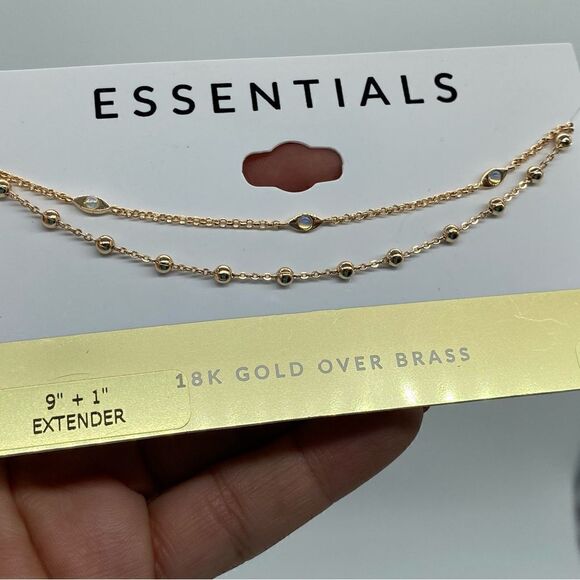 ESSENTIALS
18K GOLD OVER BRASS
9" + 1"
EXTENDER